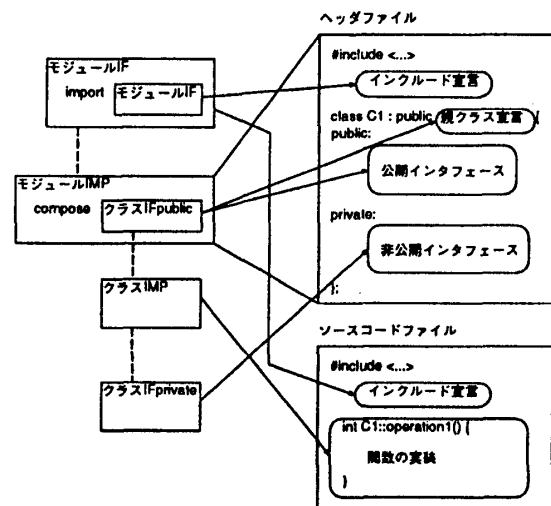 モジュールIF
import モジュールIF
モジュールIMP
compose クラスIFpublic
クラスIMP
クラスIFprivate
ヘッダファイル
#include <...>
インクルード宣言
class C1 : public 親クラス宣言 {
public:
公開インタフェース
private:
非公開インタフェース
};
ソースコードファイル
#include <...>
インクルード宣言
int C1::operation1() {
関数の実装
}